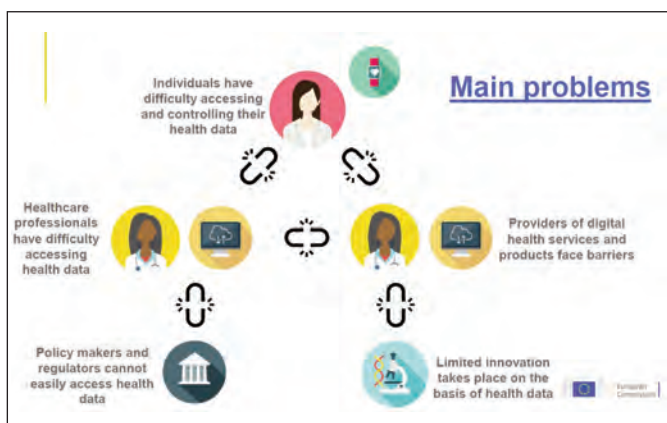 Main problems
Individuals have
difficulty accessing
and controlling their
health data
Healthcare
professionals
have difficulty
accessing
health data
Providers of digital
health services and
products face barriers
Policy makers and
regulators cannot
easily access health
data
Limited innovation
takes place on the
basis of health data
European
Commission